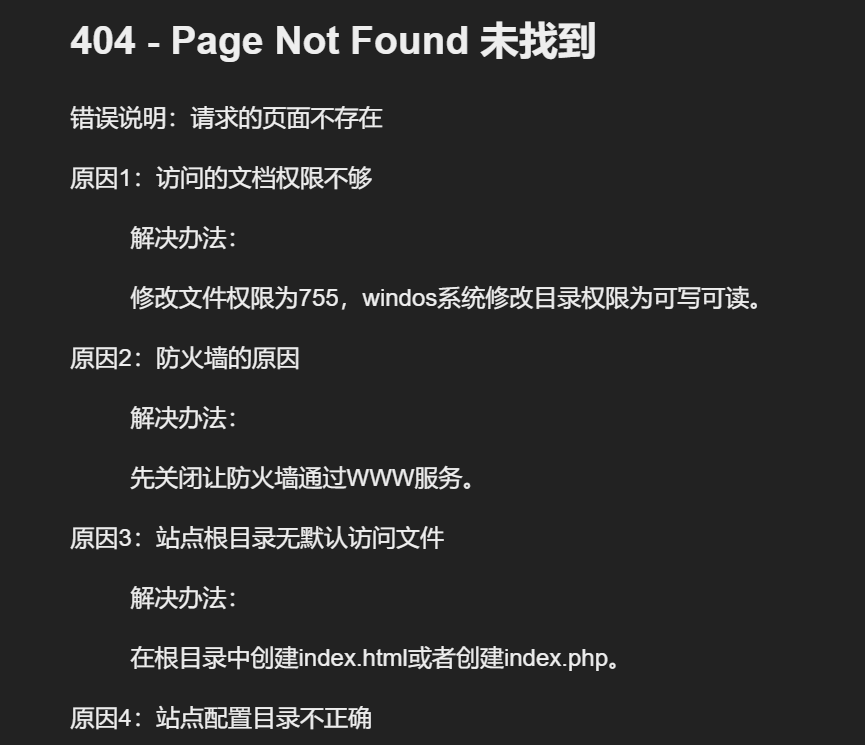 404 - Page Not Found 未找到
错误说明：请求的页面不存在
原因1：访问的文档权限不够
解决办法：
修改文件权限为755，windos系统修改目录权限为可写可读。
原因2：防火墙的原因
解决办法：
先关闭让防火墙通过WWW服务。
原因3：站点根目录无默认访问文件
解决办法：
在根目录中创建index.html或者创建index.php。
原因4：站点配置目录不正确